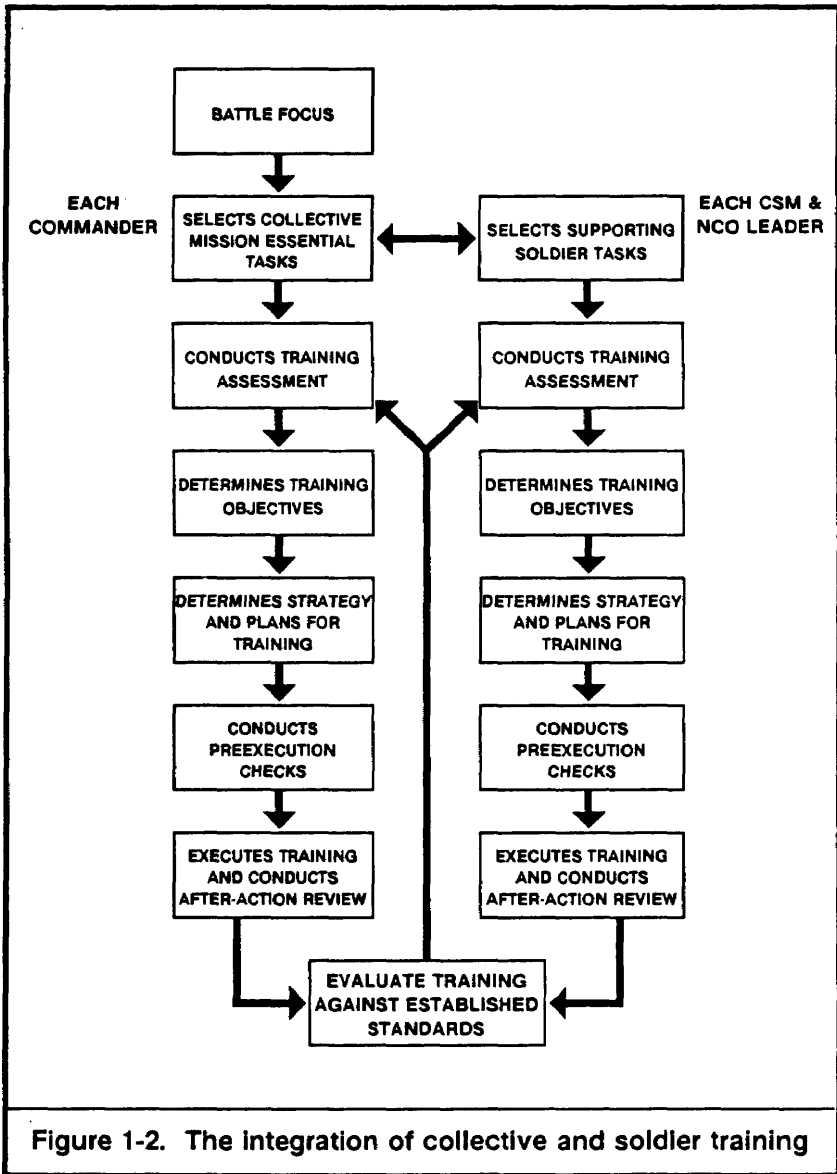 BATTLE FOCUS
EACH
COMMANDER
SELECTS COLLECTIVE
MISSION ESSENTIAL
TASKS
SELECTS SUPPORTING
SOLDIER TASKS
EACH CSM &
NCO LEADER
CONDUCTS TRAINING
ASSESSMENT
CONDUCTS TRAINING
ASSESSMENT
DETERMINES TRAINING
OBJECTIVES
DETERMINES TRAINING
OBJECTIVES
DETERMINES STRATEGY
AND PLANS FOR
TRAINING
DETERMINES STRATEGY
AND PLANS FOR
TRAINING
CONDUCTS
PREEXECUTION
CHECKS
CONDUCTS
PREEXECUTION
CHECKS
EXECUTES TRAINING
AND CONDUCTS
AFTER-ACTION REVIEW
EXECUTES TRAINING
AND CONDUCTS
AFTER-ACTION REVIEW
EVALUATE TRAINING
AGAINST ESTABLISHED
STANDARDS
Figure 1-2. The integration of collective and soldier training